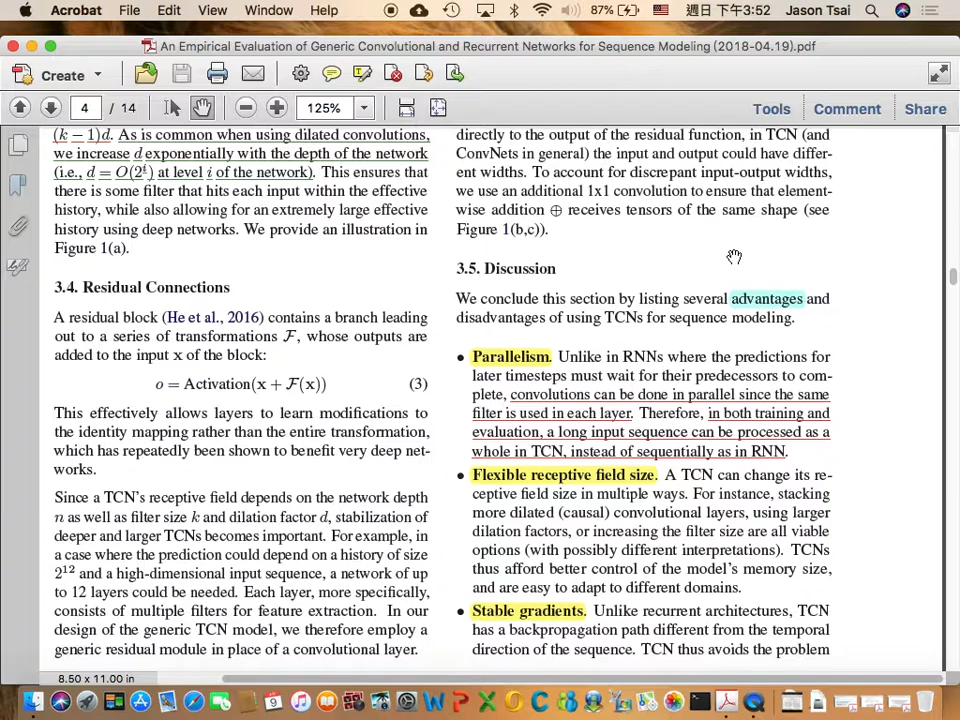 Acrobat File Edit View Window Help 87% 週日 下午3:52 Jason Tsai
An Empirical Evaluation of Generic Convolutional and Recurrent Networks for Sequence Modeling (2018-04.19).pdf
Create
4 / 14 125% Tools Comment Share
(k − 1)d. As is common when using dilated convolutions,
we increase d exponentially with the depth of the network
(i.e., d = O(2^i) at level i of the network). This ensures that
there is some filter that hits each input within the effective
history, while also allowing for an extremely large effective
history using deep networks. We provide an illustration in
Figure 1(a).
3.4. Residual Connections
A residual block (He et al., 2016) contains a branch leading
out to a series of transformations F, whose outputs are
added to the input x of the block:
o = Activation(x + F(x)) (3)
This effectively allows layers to learn modifications to
the identity mapping rather than the entire transformation,
which has repeatedly been shown to benefit very deep net-
works.
Since a TCN's receptive field depends on the network depth
n as well as filter size k and dilation factor d, stabilization of
deeper and larger TCNs becomes important. For example, in
a case where the prediction could depend on a history of size
2^12 and a high-dimensional input sequence, a network of up
to 12 layers could be needed. Each layer, more specifically,
consists of multiple filters for feature extraction. In our
design of the generic TCN model, we therefore employ a
generic residual module in place of a convolutional layer.
directly to the output of the residual function, in TCN (and
ConvNets in general) the input and output could have differ-
ent widths. To account for discrepant input-output widths,
we use an additional 1x1 convolution to ensure that element-
wise addition ⊕ receives tensors of the same shape (see
Figure 1(b,c)).
3.5. Discussion
We conclude this section by listing several advantages and
disadvantages of using TCNs for sequence modeling.
• Parallelism. Unlike in RNNs where the predictions for
later timesteps must wait for their predecessors to com-
plete, convolutions can be done in parallel since the same
filter is used in each layer. Therefore, in both training and
evaluation, a long input sequence can be processed as a
whole in TCN, instead of sequentially as in RNN.
• Flexible receptive field size. A TCN can change its re-
ceptive field size in multiple ways. For instance, stacking
more dilated (causal) convolutional layers, using larger
dilation factors, or increasing the filter size are all viable
options (with possibly different interpretations). TCNs
thus afford better control of the model's memory size,
and are easy to adapt to different domains.
• Stable gradients. Unlike recurrent architectures, TCN
has a backpropagation path different from the temporal
direction of the sequence. TCN thus avoids the problem
8.50 x 11.00 in